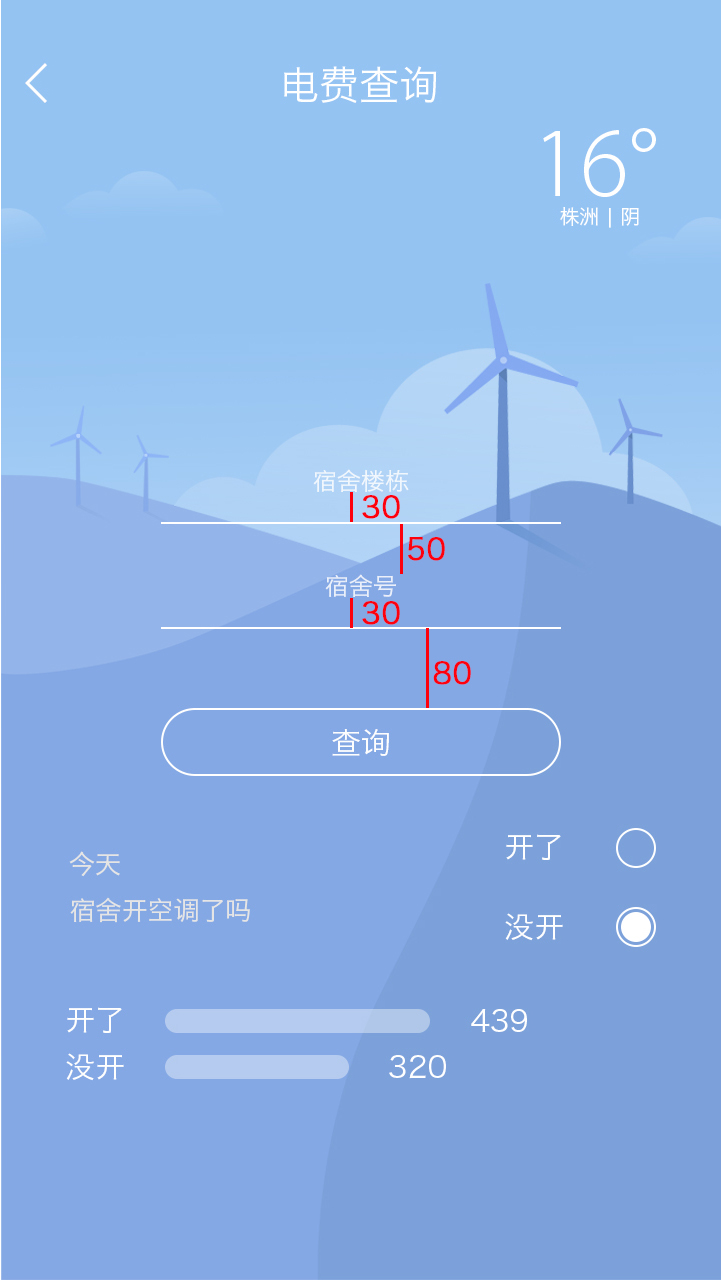 电费查询
16°
株洲 | 阴
宿舍楼栋
30
50
宿舍号
30
80
查询
今天
宿舍开空调了吗
开了
没开
开了 439
没开 320